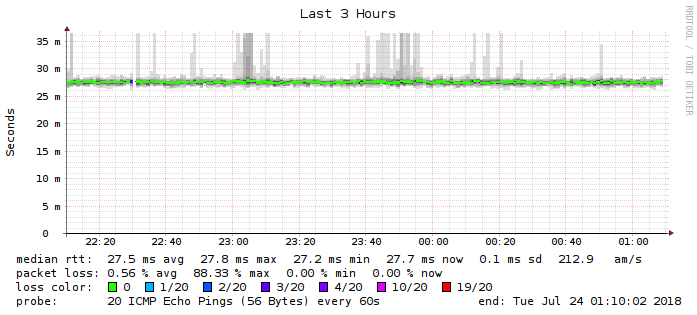 Last 3 Hours
RRDTOOL / TOBI OETIKER
Seconds
35 m
30 m
25 m
20 m
15 m
10 m
5 m
0
22:20 22:40 23:00 23:20 23:40 00:00 00:20 00:40 01:00
median rtt: 27.5 ms avg 27.8 ms max 27.2 ms min 27.7 ms now 0.1 ms sd 212.9 am/s
packet loss: 0.56 % avg 88.33 % max 0.00 % min 0.00 % now
loss color: 0 1/20 2/20 3/20 4/20 10/20 19/20
probe: 20 ICMP Echo Pings (56 Bytes) every 60s end: Tue Jul 24 01:10:02 2018